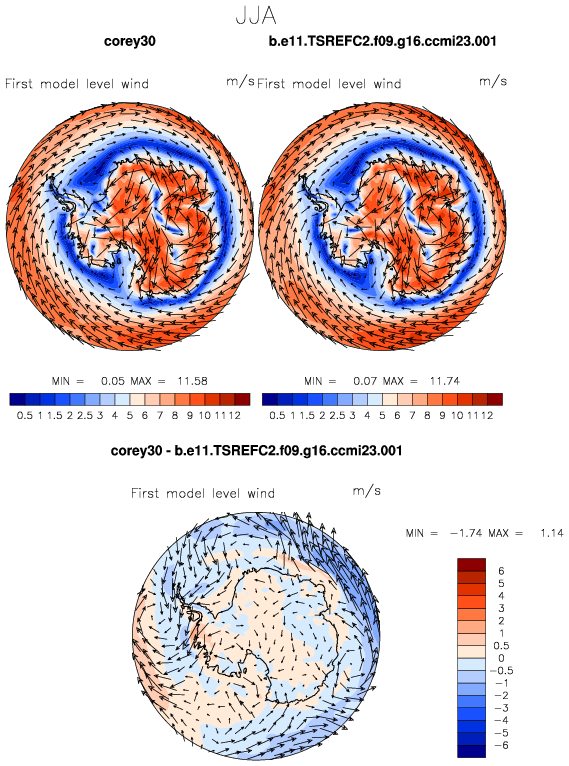 JJA
corey30
b.e11.TSREFC2.f09.g16.ccmi23.001
First model level wind m/s
First model level wind m/s
MIN = 0.05 MAX = 11.58
MIN = 0.07 MAX = 11.74
0.5 1 1.5 2 2.5 3 4 5 6 7 8 9 10 11 12
0.5 1 1.5 2 2.5 3 4 5 6 7 8 9 10 11 12
corey30 - b.e11.TSREFC2.f09.g16.ccmi23.001
First model level wind m/s
MIN = -1.74 MAX = 1.14
6
5
4
3
2
1
0.5
0
-0.5
-1
-2
-3
-4
-5
-6